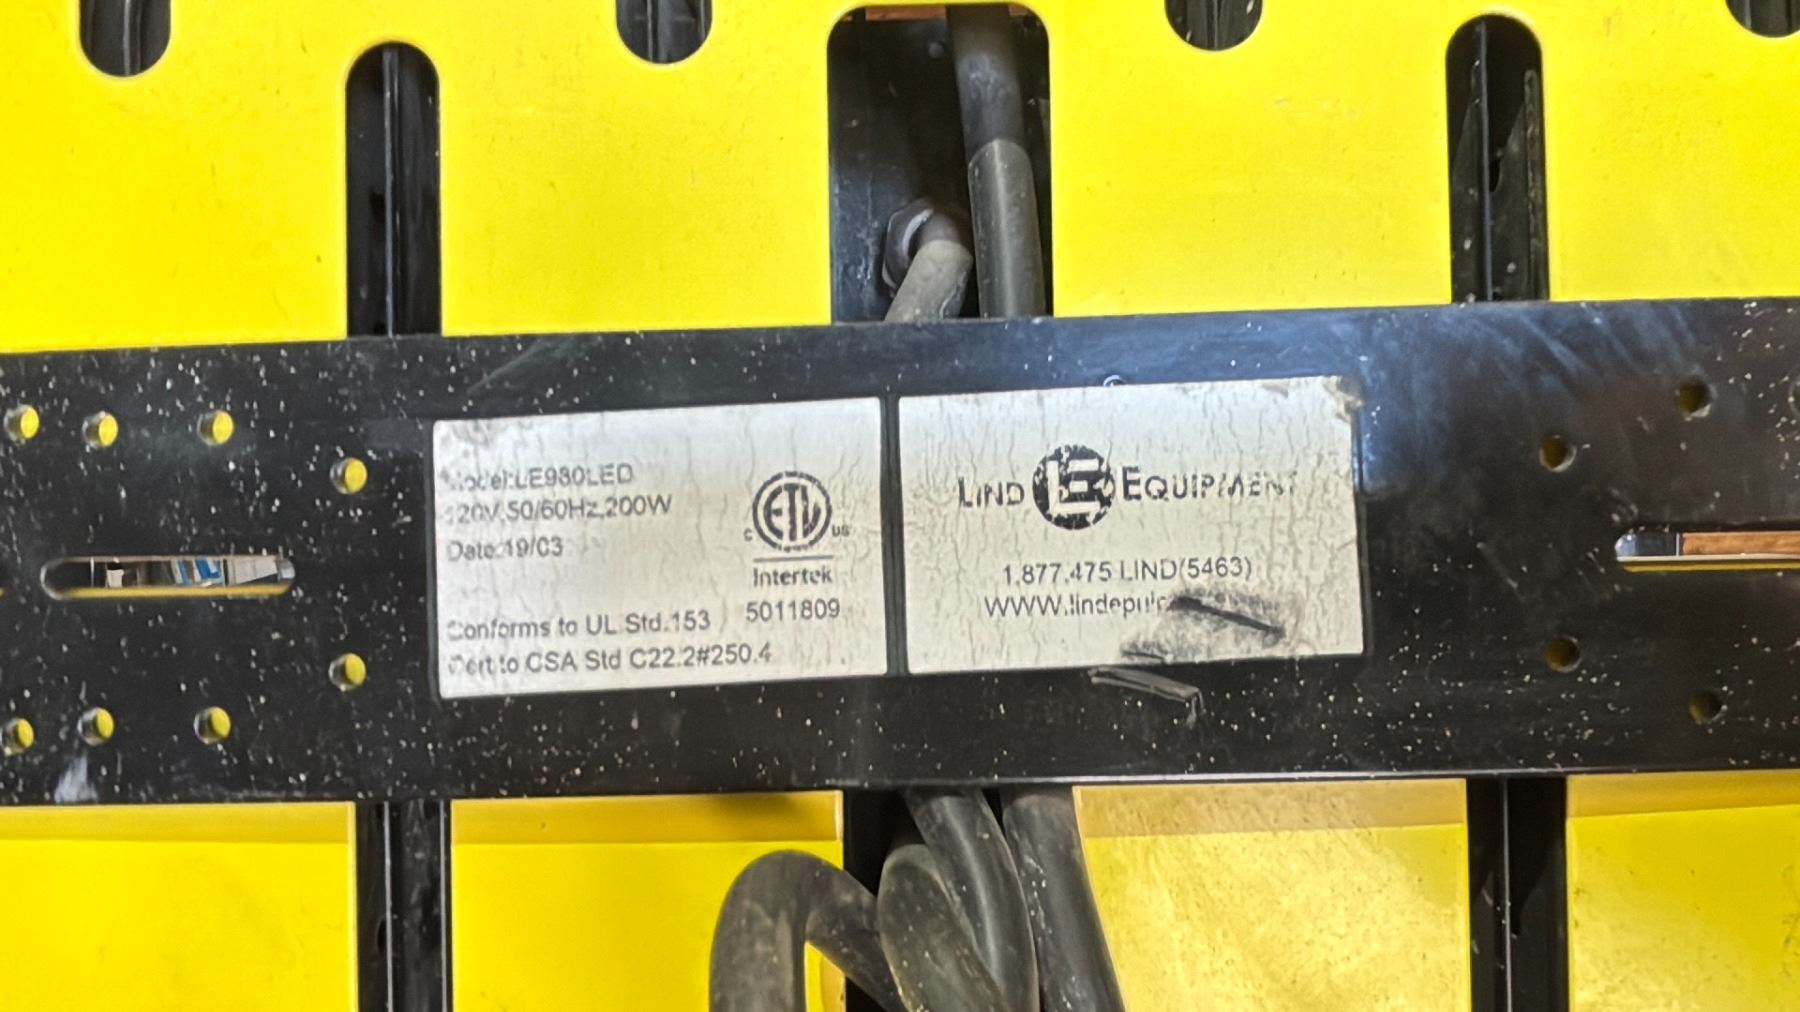 Model:LE980LED
120V,50/60Hz,200W
Date:19/03
Conforms to UL Std.153
Cert to CSA Std C22.2#250.4
C ETL US
Intertek
5011809
LIND LE EQUIPMENT
1.877.475 LIND(5463)